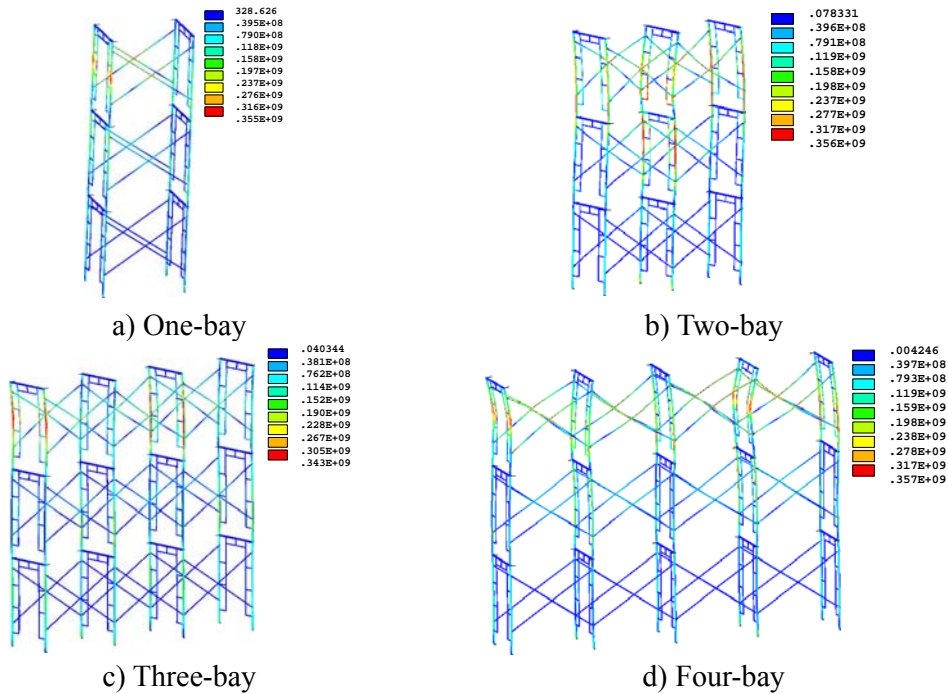 328.626
.395E+08
.790E+08
.118E+09
.158E+09
.197E+09
.237E+09
.276E+09
.316E+09
.355E+09
a) One-bay
.078331
.396E+08
.791E+08
.119E+09
.158E+09
.198E+09
.237E+09
.277E+09
.317E+09
.356E+09
b) Two-bay
.040344
.381E+08
.762E+08
.114E+09
.152E+09
.190E+09
.228E+09
.267E+09
.305E+09
.343E+09
c) Three-bay
.004246
.397E+08
.793E+08
.119E+09
.159E+09
.198E+09
.238E+09
.278E+09
.317E+09
.357E+09
d) Four-bay